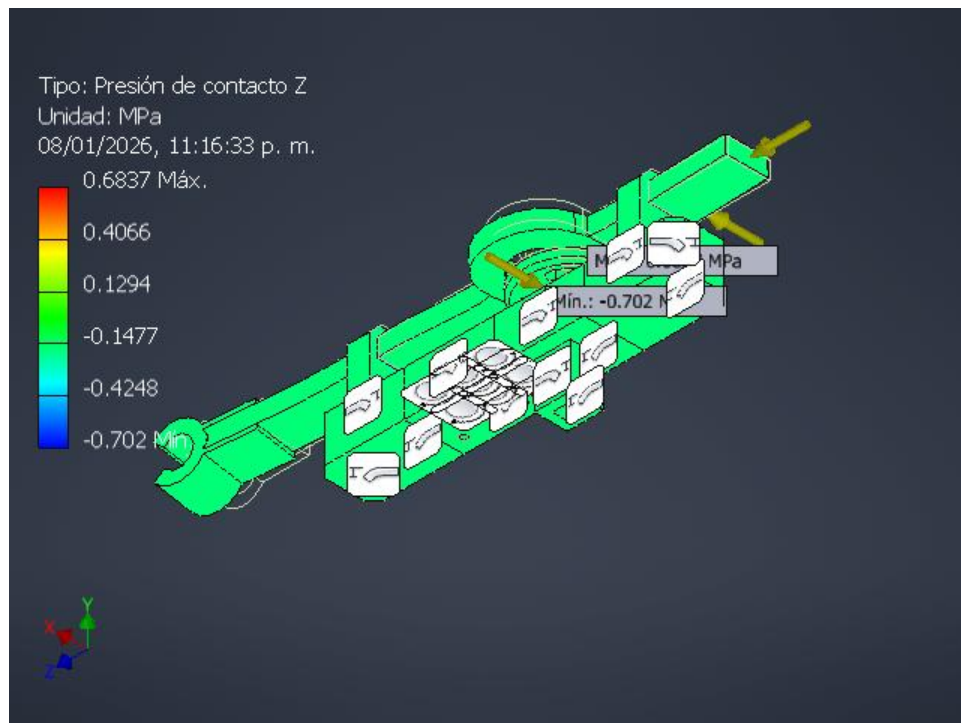 Tipo: Presión de contacto Z
Unidad: MPa
08/01/2026, 11:16:33 p. m.
0.6837 Máx.
0.4066
0.1294
-0.1477
-0.4248
-0.702 Mín
MPa
Mín.: -0.702
Y
X
Z